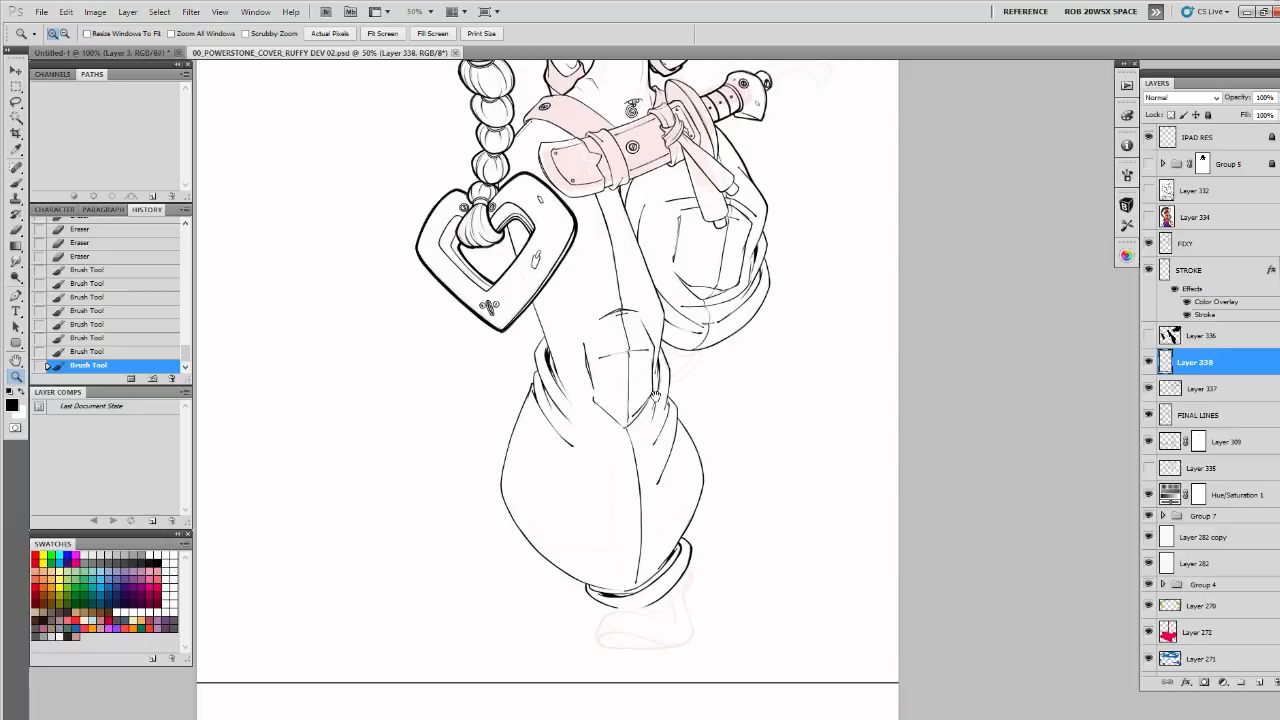 Ps File Edit Image Layer Select Filter View Window Help Br Mb 50% REFERENCE ROB 20WSX SPACE CS Live
Resize Windows To Fit Zoom All Windows Scrubby Zoom Actual Pixels Fit Screen Fill Screen Print Size
Untitled-1 @ 100% (Layer 3, RGB/8#) * 00_POWERSTONE_COVER_RUFFY DEV 02.psd @ 50% (Layer 338, RGB/8*)
CHANNELS PATHS
CHARACTER PARAGRAPH HISTORY
Eraser
Eraser
Eraser
Eraser
Brush Tool
Brush Tool
Brush Tool
Brush Tool
Brush Tool
Brush Tool
Brush Tool
Brush Tool
LAYER COMPS
Last Document State
SWATCHES
LAYERS
Normal Opacity: 100%
Lock: Fill: 100%
IPAD RES
Group 5
Layer 332
Layer 334
FIXY
STROKE fx
Effects
Color Overlay
Stroke
Layer 336
Layer 338
Layer 337
FINAL LINES
Layer 309
Layer 335
Hue/Saturation 1
Group 7
Layer 282 copy
Layer 282
Group 4
Layer 270
Layer 272
Layer 271